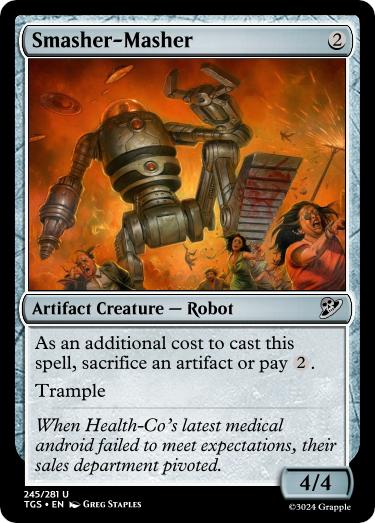 Smasher-Masher 2
Artifact Creature — Robot
As an additional cost to cast this
spell, sacrifice an artifact or pay 2.
Trample
When Health-Co's latest medical
android failed to meet expectations, their
sales department pivoted.
4/4
245/281 U
TGS • EN Greg Staples
©3024 Grapple